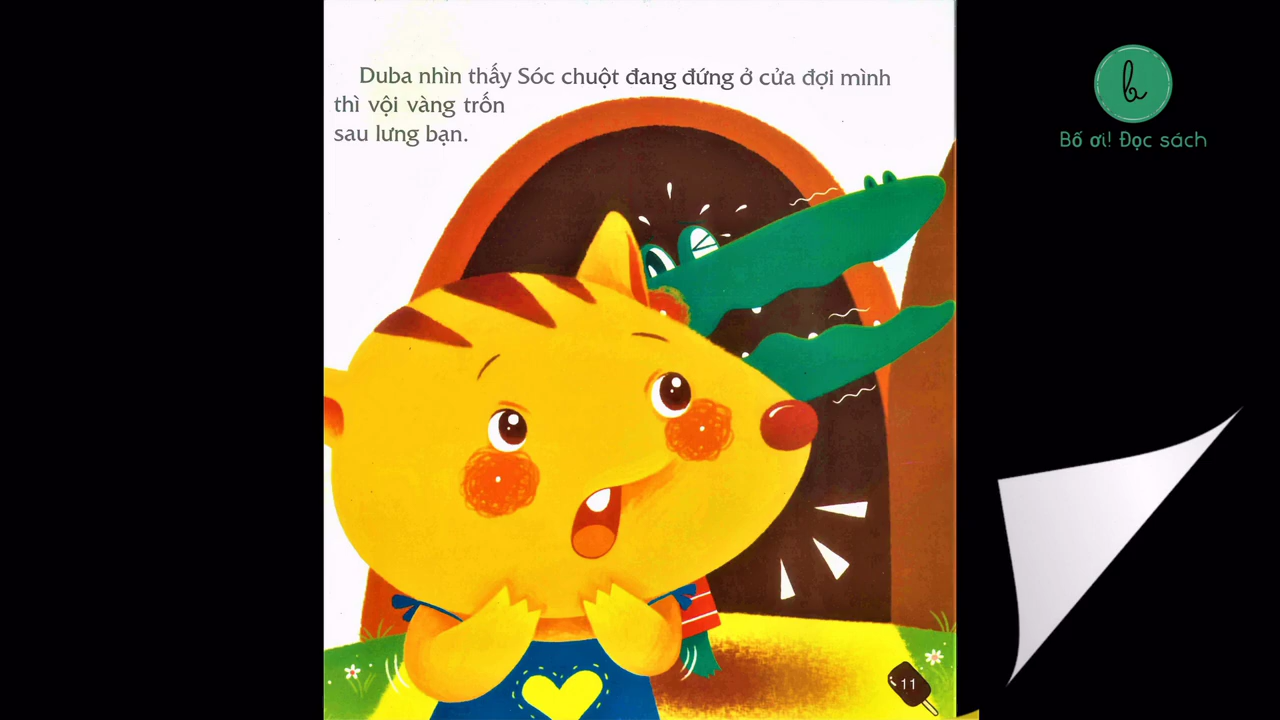 Duba nhìn thấy Sóc chuột đang đứng ở cửa đợi mình
thì vội vàng trốn
sau lưng bạn.
b
Bố ơi! Đọc sách
11